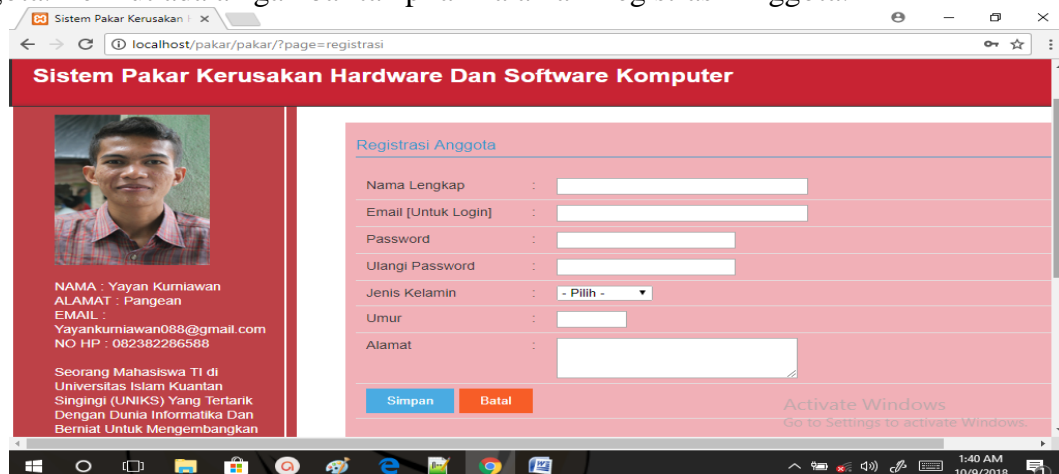 Sistem Pakar Kerusakan H
localhost/pakar/pakar/?page=registrasi
Sistem Pakar Kerusakan Hardware Dan Software Komputer
NAMA : Yayan Kurniawan
ALAMAT : Pangean
EMAIL :
Yayankurniawan088@gmail.com
NO HP : 082382286588
Seorang Mahasiswa TI di
Universitas Islam Kuantan
Singingi (UNIKS) Yang Tertarik
Dengan Dunia Informatika Dan
Berniat Untuk Mengembangkan
Registrasi Anggota
Nama Lengkap :
Email [Untuk Login] :
Password :
Ulangi Password :
Jenis Kelamin : - Pilih -
Umur :
Alamat :
Simpan Batal
Activate Windows
Go to Settings to activate Windows.
1:40 AM
10/9/2018